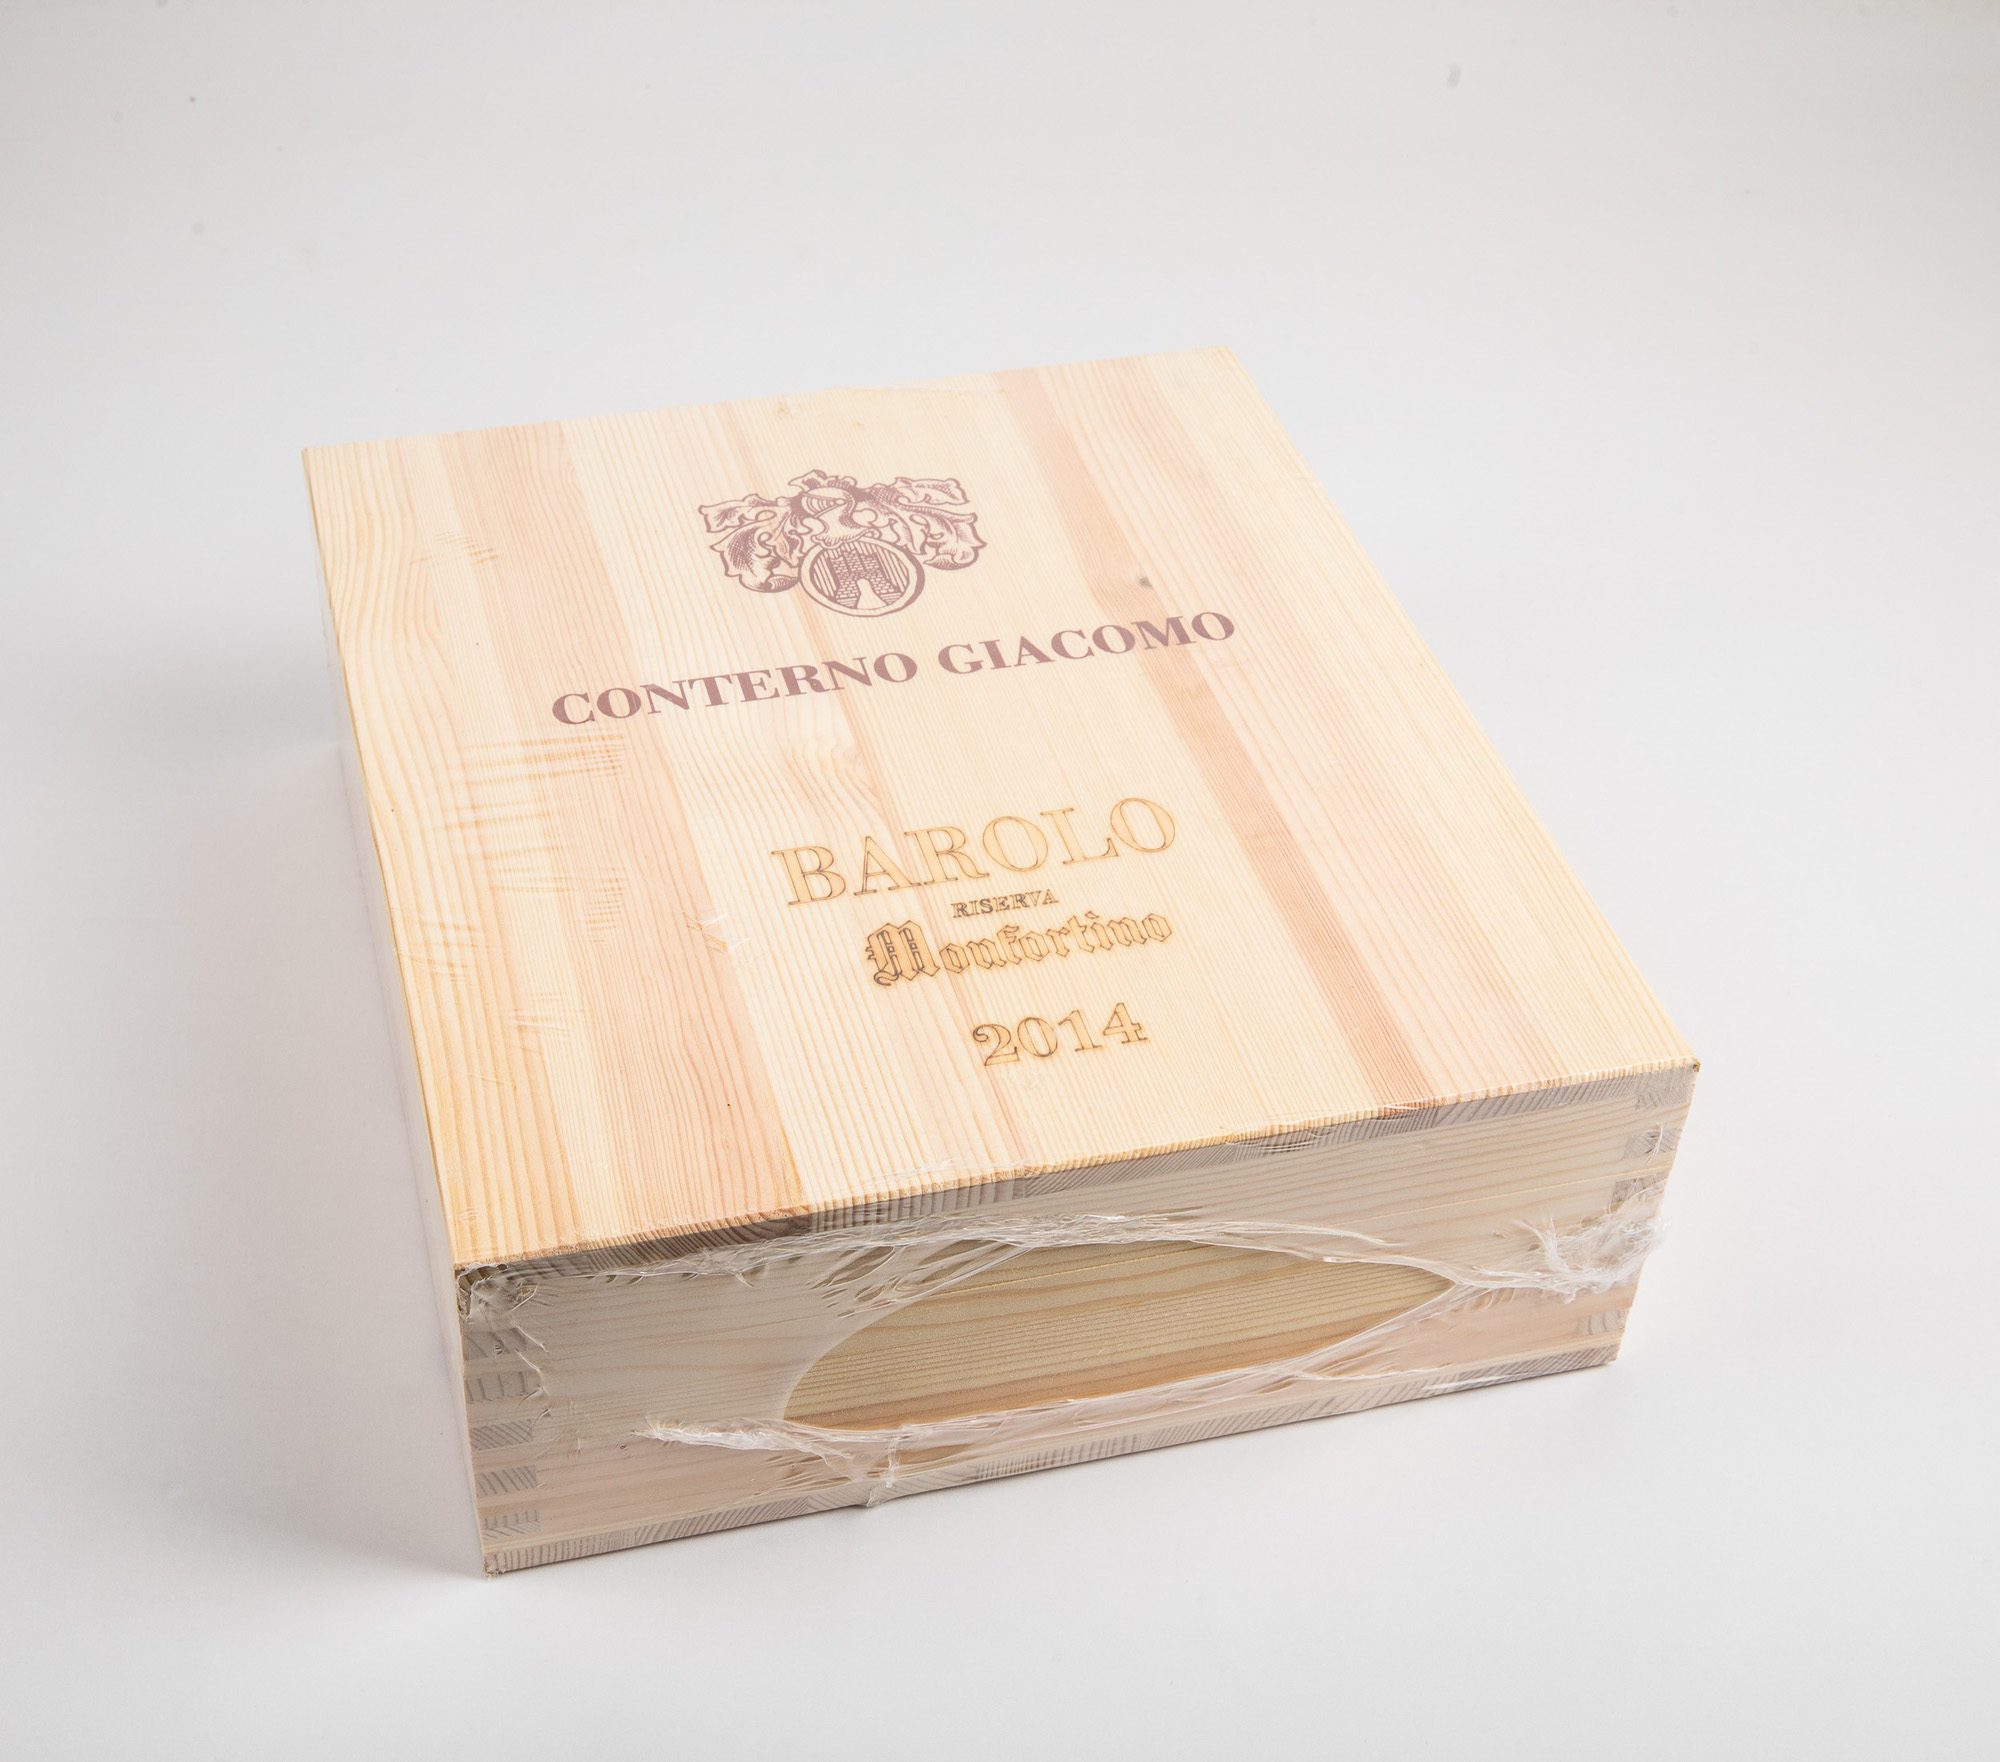 CONTERNO GIACOMO
BAROLO
RISERVA
Monfortino
2014